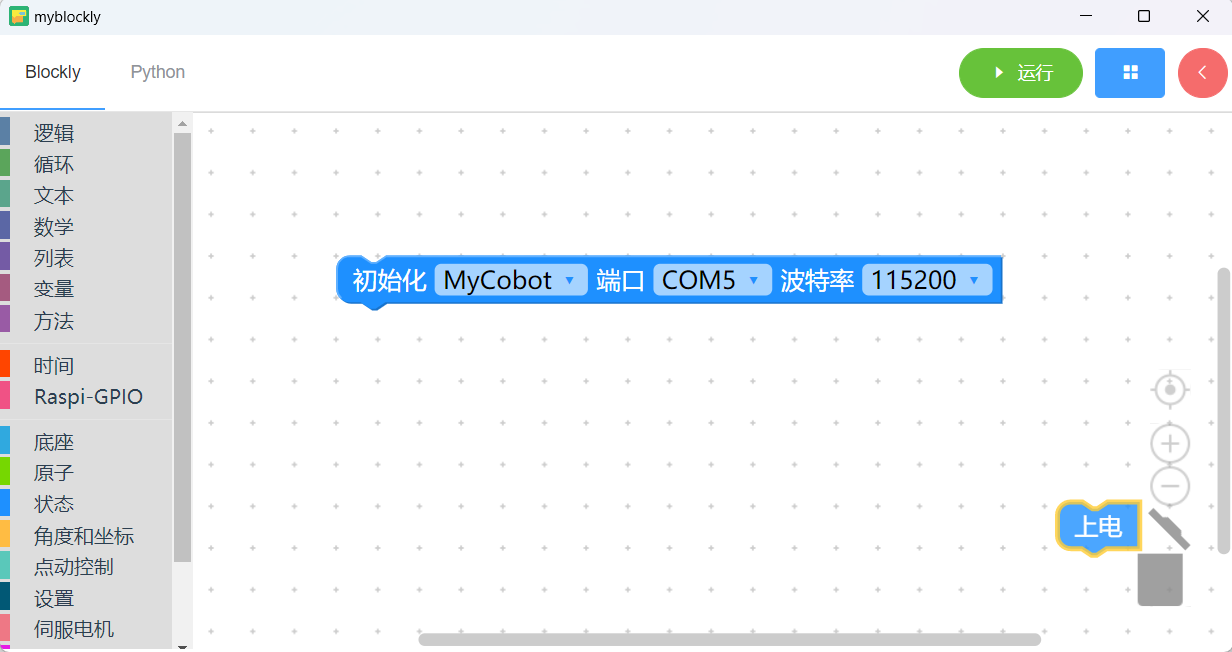 myblockly
Blockly Python 运行
逻辑
循环
文本
数学
列表
变量
方法
时间
Raspi-GPIO
底座
原子
状态
角度和坐标
点动控制
设置
伺服电机
初始化 MyCobot 端口 COM5 波特率 115200
上电